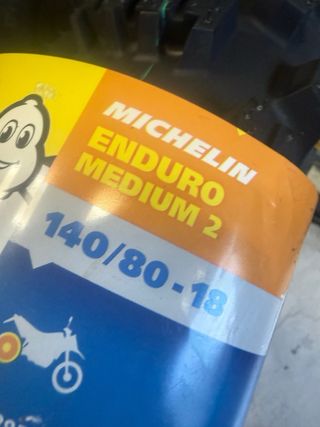 MICHELIN
ENDURO
MEDIUM 2
140/80-18